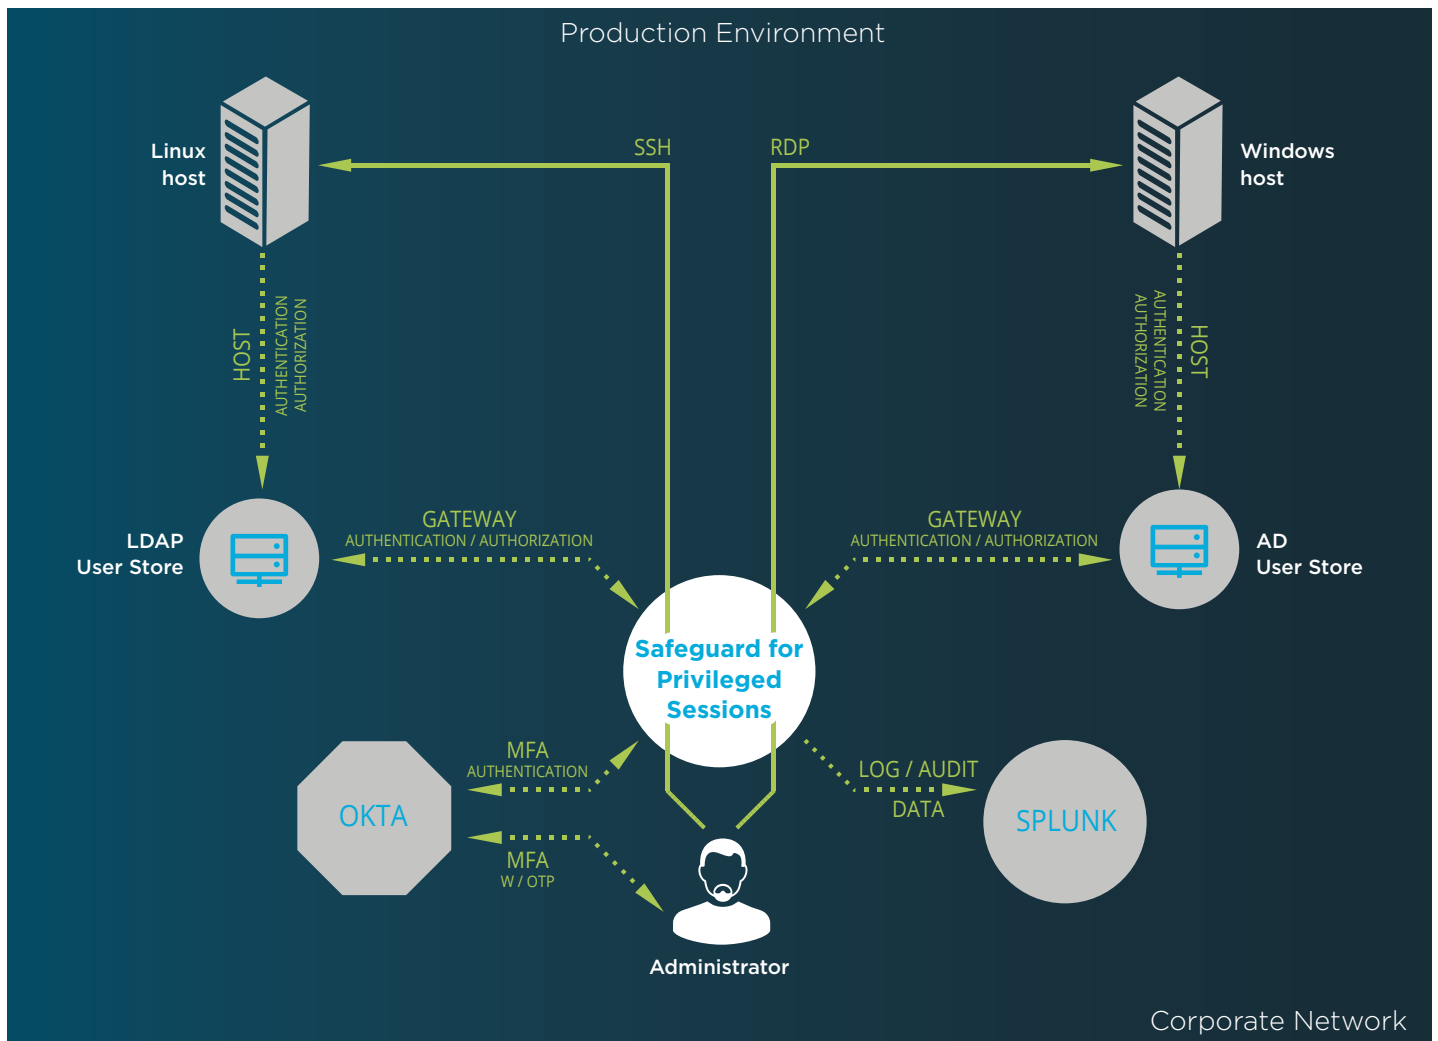 Production Environment
SSH
RDP
Linux
host
Windows
host
HOST
AUTHENTICATION
AUTHORIZATION
HOST
AUTHENTICATION
AUTHORIZATION
LDAP
User Store
GATEWAY
AUTHENTICATION / AUTHORIZATION
GATEWAY
AUTHENTICATION / AUTHORIZATION
AD
User Store
Safeguard for
Privileged
Sessions
MFA
AUTHENTICATION
OKTA
MFA
W / OTP
LOG / AUDIT
DATA
SPLUNK
Administrator
Corporate Network